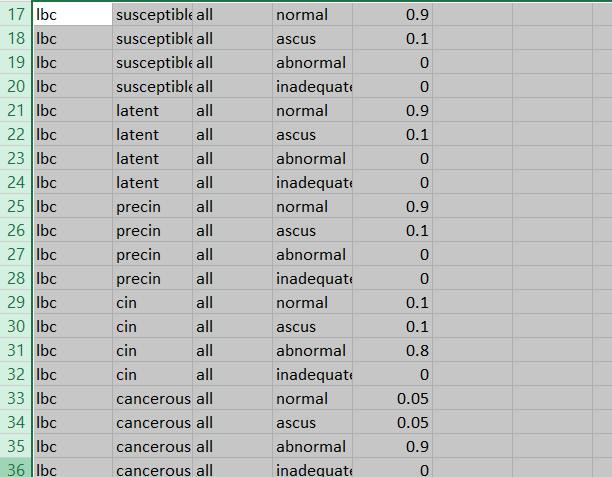 17 lbc susceptible all normal 0.9
18 lbc susceptible all ascus 0.1
19 lbc susceptible all abnormal 0
20 lbc susceptible all inadequate 0
21 lbc latent all normal 0.9
22 lbc latent all ascus 0.1
23 lbc latent all abnormal 0
24 lbc latent all inadequate 0
25 lbc precin all normal 0.9
26 lbc precin all ascus 0.1
27 lbc precin all abnormal 0
28 lbc precin all inadequate 0
29 lbc cin all normal 0.1
30 lbc cin all ascus 0.1
31 lbc cin all abnormal 0.8
32 lbc cin all inadequate 0
33 lbc cancerous all normal 0.05
34 lbc cancerous all ascus 0.05
35 lbc cancerous all abnormal 0.9
36 lbc cancerous all inadequate 0